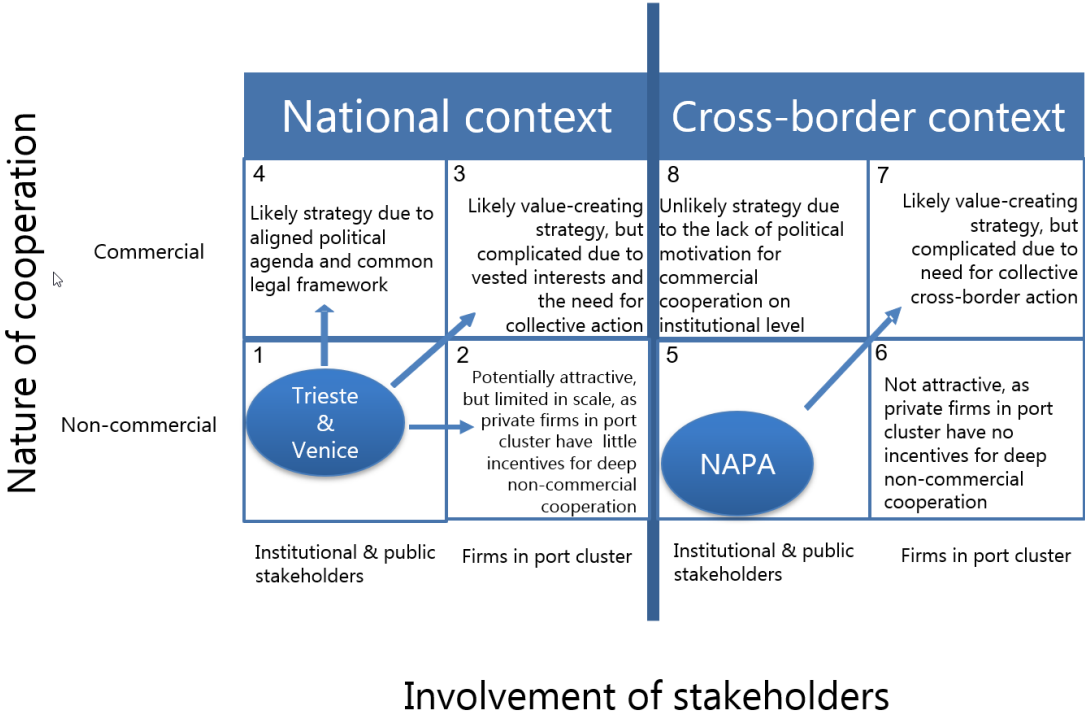 National context
Cross-border context
Nature of cooperation
Commercial
4
Likely strategy due to
aligned political
agenda and common
legal framework
3
Likely value-creating
strategy, but
complicated due to
vested interests and
the need for
collective action
8
Unlikely strategy due
to the lack of political
motivation for
commercial
cooperation on
institutional level
7
Likely value-creating
strategy, but
complicated due to
need for collective
cross-border action
Non-commercial
1
Trieste
&
Venice
2
Potentially attractive,
but limited in scale, as
private firms in port
cluster have little
incentives for deep
non-commercial
cooperation
5
NAPA
6
Not attractive, as
private firms in port
cluster have no
incentives for deep
non-commercial
cooperation
Institutional & public
stakeholders
Firms in port cluster
Institutional & public
stakeholders
Firms in port cluster
Involvement of stakeholders